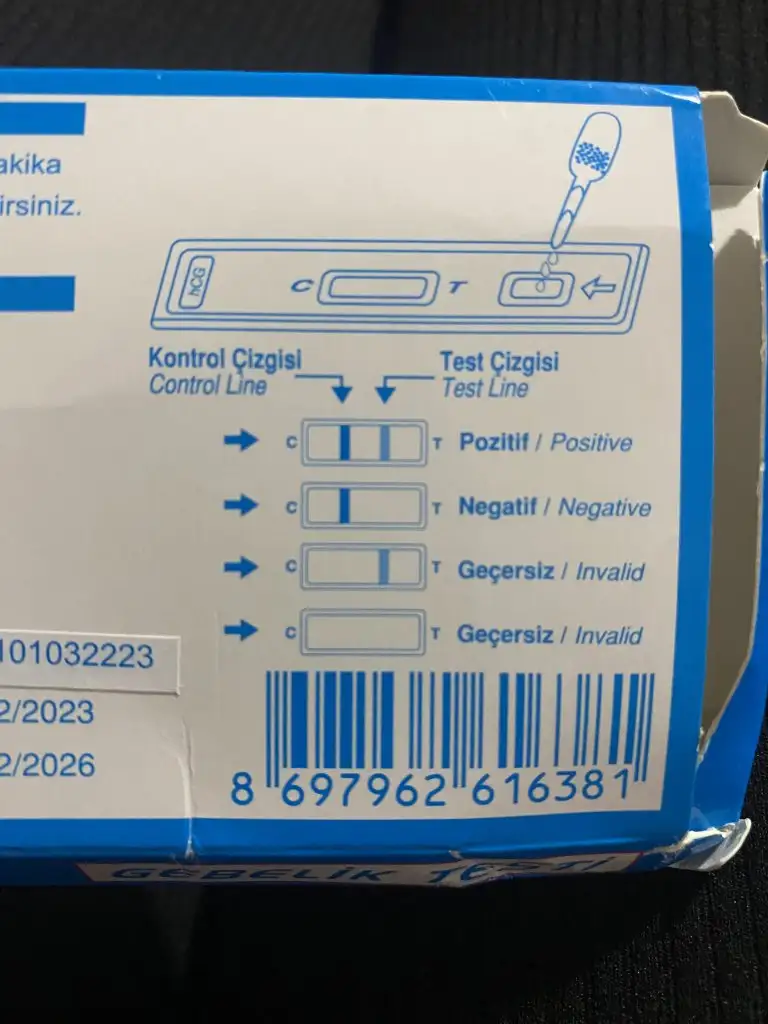 akika
irsiniz.
hCG
C T
Kontrol Çizgisi
Control Line
Test Çizgisi
Test Line
C T Pozitif / Positive
C T Negatif / Negative
C T Geçersiz / Invalid
C T Geçersiz / Invalid
101032223
2/2023
2/2026
8 697962 616381
GEBELİK TESTİ